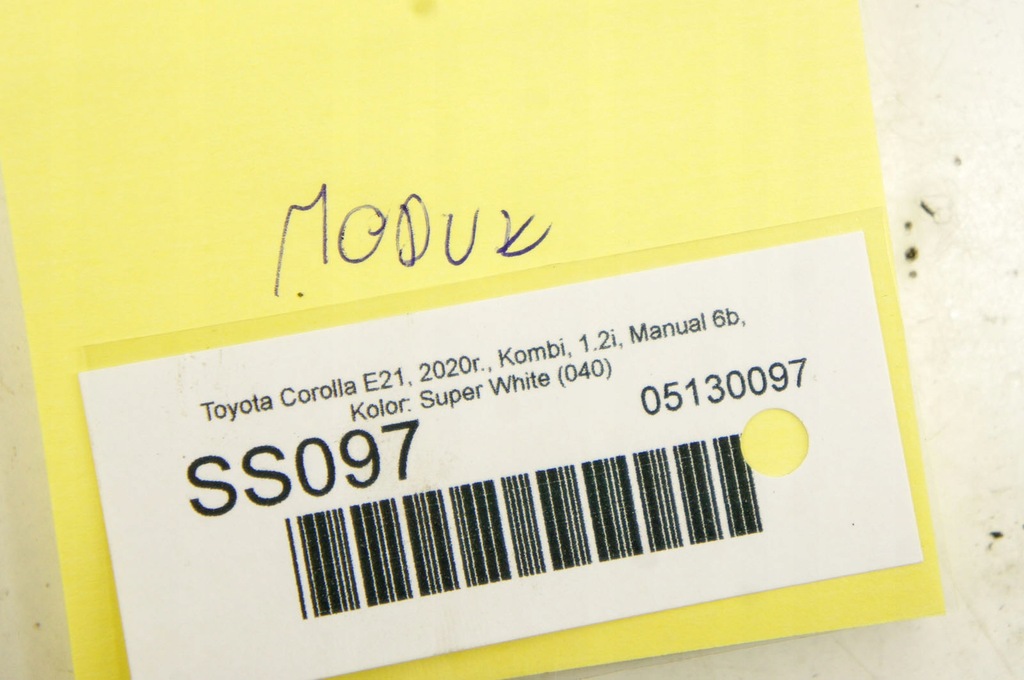 MODUŁ
Toyota Corolla E21, 2020r., Kombi, 1.2i, Manual 6b,
Kolor: Super White (040)
05130097
SS097